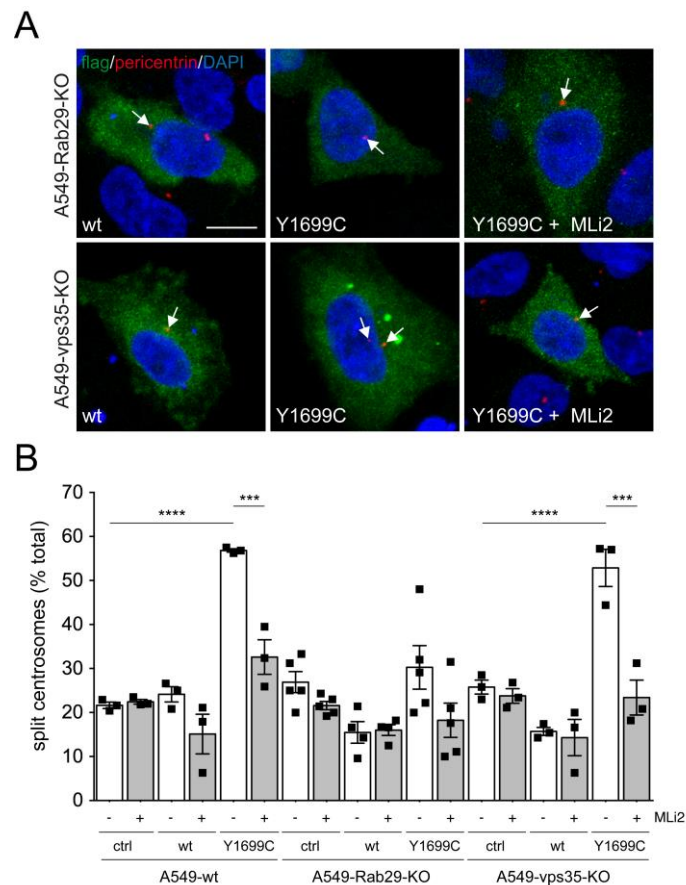 A
flag/pericentrin/DAPI
A549-Rab29-KO
wt
Y1699C
Y1699C + MLi2
A549-vps35-KO
wt
Y1699C
Y1699C + MLi2
B
split centrosomes (% total)
70
60
50
40
30
20
10
0
**** *** **** ***
- + - + - + - + - + - + - + - + - + MLi2
ctrl wt Y1699C ctrl wt Y1699C ctrl wt Y1699C
A549-wt A549-Rab29-KO A549-vps35-KO